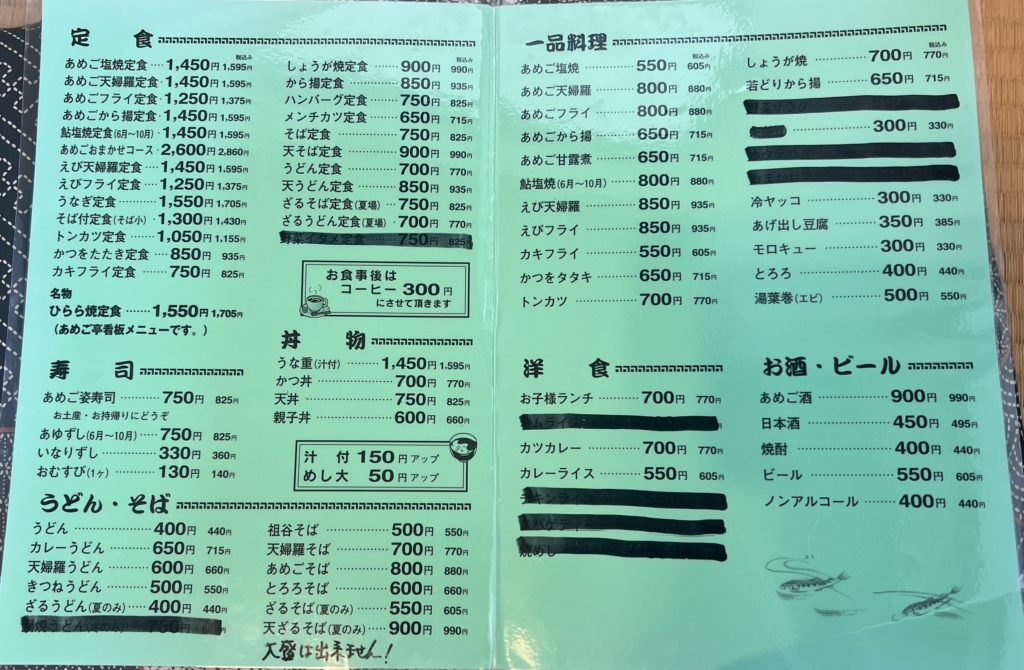 定食
税込み
あめご塩焼定食 1,450円 1,595円
あめご天婦羅定食 1,450円 1,595円
あめごフライ定食 1,250円 1,375円
あめごから揚定食 1,450円 1,595円
鮎塩焼定食(6月〜10月) 1,450円 1,595円
あめごおまかせコース 2,600円 2,860円
えび天婦羅定食 1,450円 1,595円
えびフライ定食 1,250円 1,375円
うなぎ定食 1,550円 1,705円
そば付定食(そば小) 1,300円 1,430円
トンカツ定食 1,050円 1,155円
かつをたたき定食 850円 935円
カキフライ定食 750円 825円
名物
ひらら焼定食 1,550円 1,705円
(あめご亭看板メニューです。)
税込み
しょうが焼定食 900円 990円
から揚定食 850円 935円
ハンバーグ定食 750円 825円
メンチカツ定食 650円 715円
そば定食 750円 825円
天そば定食 900円 990円
うどん定食 700円 770円
天うどん定食 850円 935円
ざるそば定食(夏場) 750円 825円
ざるうどん定食(夏場) 700円 770円
野菜イタメ定食 750円 825円
お食事後は
コーヒー300円
にさせて頂きます
寿司
あめご姿寿司 750円 825円
お土産・お持帰りにどうぞ
あゆずし(6月〜10月) 750円 825円
いなりずし 330円 360円
おむすび(1ヶ) 130円 140円
丼物
うな重(汁付) 1,450円 1,595円
かつ丼 700円 770円
天丼 750円 825円
親子丼 600円 660円
汁付 150円アップ
めし大 50円アップ
うどん・そば
うどん 400円 440円
カレーうどん 650円 715円
天婦羅うどん 600円 660円
きつねうどん 500円 550円
ざるうどん(夏のみ) 400円 440円
焼うどん(冬のみ) 750円
祖谷そば 500円 550円
天婦羅そば 700円 770円
あめごそば 800円 880円
とろろそば 600円 660円
ざるそば(夏のみ) 550円 605円
天ざるそば(夏のみ) 900円 990円
大盛は出来ません!
一品料理
税込み
あめご塩焼 550円 605円
あめご天婦羅 800円 880円
あめごフライ 800円 880円
あめごから揚 650円 715円
あめご甘露煮 650円 715円
鮎塩焼(6月〜10月) 800円 880円
えび天婦羅 850円 935円
えびフライ 850円 935円
カキフライ 550円 605円
かつをタタキ 650円 715円
トンカツ 700円 770円
税込み
しょうが焼 700円 770円
若どりから揚 650円 715円
野菜サラダ
300円 330円
冷ヤッコ 300円 330円
あげ出し豆腐 350円 385円
モロキュー 300円 330円
とろろ 400円 440円
湯葉巻(エビ) 500円 550円
洋食
お子様ランチ 700円 770円
カツカレー 700円 770円
カレーライス 550円 605円
チキンライス
焼めし
お酒・ビール
あめご酒 900円 990円
日本酒 450円 495円
焼酎 400円 440円
ビール 550円 605円
ノンアルコール 400円 440円